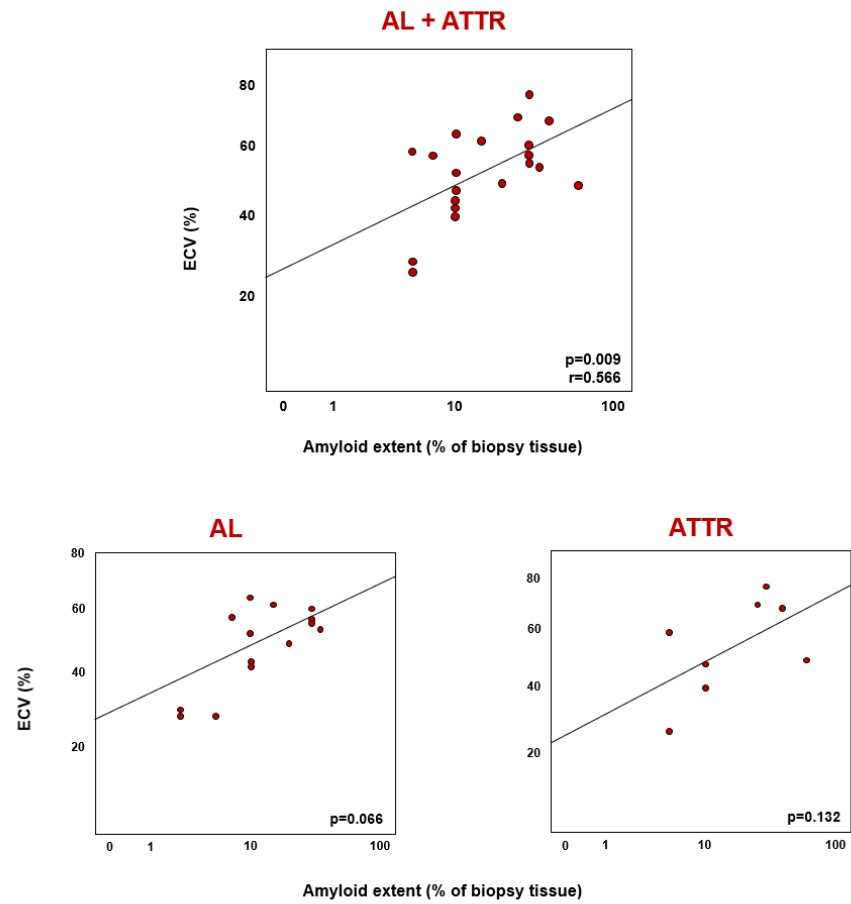 AL + ATTR
80
60
40
20
ECV (%)
p=0.009
r=0.566
0 1 10 100
Amyloid extent (% of biopsy tissue)
AL
80
60
40
20
ECV (%)
p=0.066
0 1 10 100
ATTR
80
60
40
20
p=0.132
0 1 10 100
Amyloid extent (% of biopsy tissue)